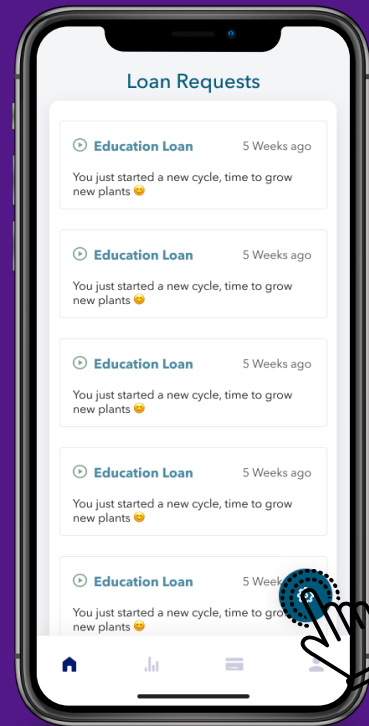 Loan Requests
Education Loan 5 Weeks ago
You just started a new cycle, time to grow
new plants 😊
Education Loan 5 Weeks ago
You just started a new cycle, time to grow
new plants 😊
Education Loan 5 Weeks ago
You just started a new cycle, time to grow
new plants 😊
Education Loan 5 Weeks ago
You just started a new cycle, time to grow
new plants 😊
Education Loan 5
You just started a new cycle, time to
new plants 😊